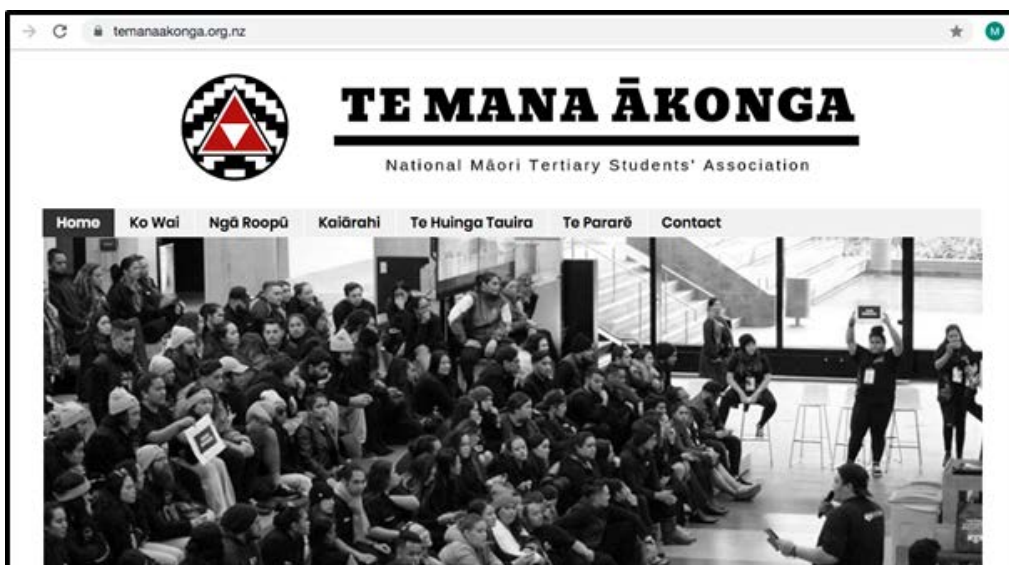 temanaakonga.org.nz
M
TE MANA ĀKONGA
National Māori Tertiary Students' Association
Home Ko Wai Ngā Roopū Kaiārahi Te Huinga Tauira Te Pararē Contact